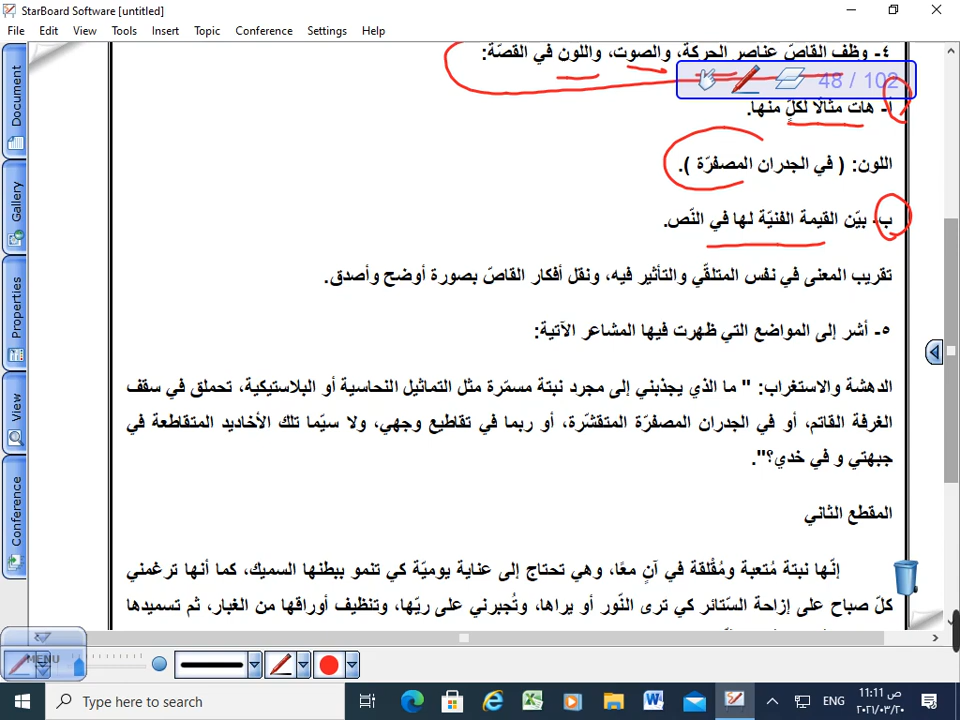 StarBoard Software [untitled]
File Edit View Tools Insert Topic Conference Settings Help
Document
Gallery
Properties
View
Conference
48 / 102
٤- وظّف القاصّ عناصر الحركة، والصوت، واللون في القصّة:
أ- هات مثالًا لكلٍّ منها.
اللون: ( في الجدران المصفرّة ).
ب- بيّن القيمة الفنيّة لها في النّص.
تقريب المعنى في نفس المتلقّي والتأثير فيه، ونقل أفكار القاصّ بصورة أوضح وأصدق.
٥- أشر إلى المواضع التي ظهرت فيها المشاعر الآتية:
الدهشة والاستغراب: " ما الذي يجذبني إلى مجرد نبتة مسمّرة مثل التماثيل النحاسية أو البلاستيكية، تحملق في سقف
الغرفة القاتم، أو في الجدران المصفرّة المتقشّرة، أو ربما في تقاطيع وجهي، ولا سيّما تلك الأخاديد المتقاطعة في
جبهتي و في خدي؟".
المقطع الثاني
إنّها نبتة مُتعبة ومُقْلقة في آنٍ معًا، وهي تحتاج إلى عناية يوميّة كي تنمو ببطنها السميك، كما أنها ترغمني
كلّ صباح على إزاحة السّتائر كي ترى النّور أو يراها، وتُجبرني على ريّها، وتنظيف أوراقها من الغبار، ثم تسميدها
MENU
Type here to search
ENG
١١:١١ ص
٢٠٢١/٠٣/٢٠